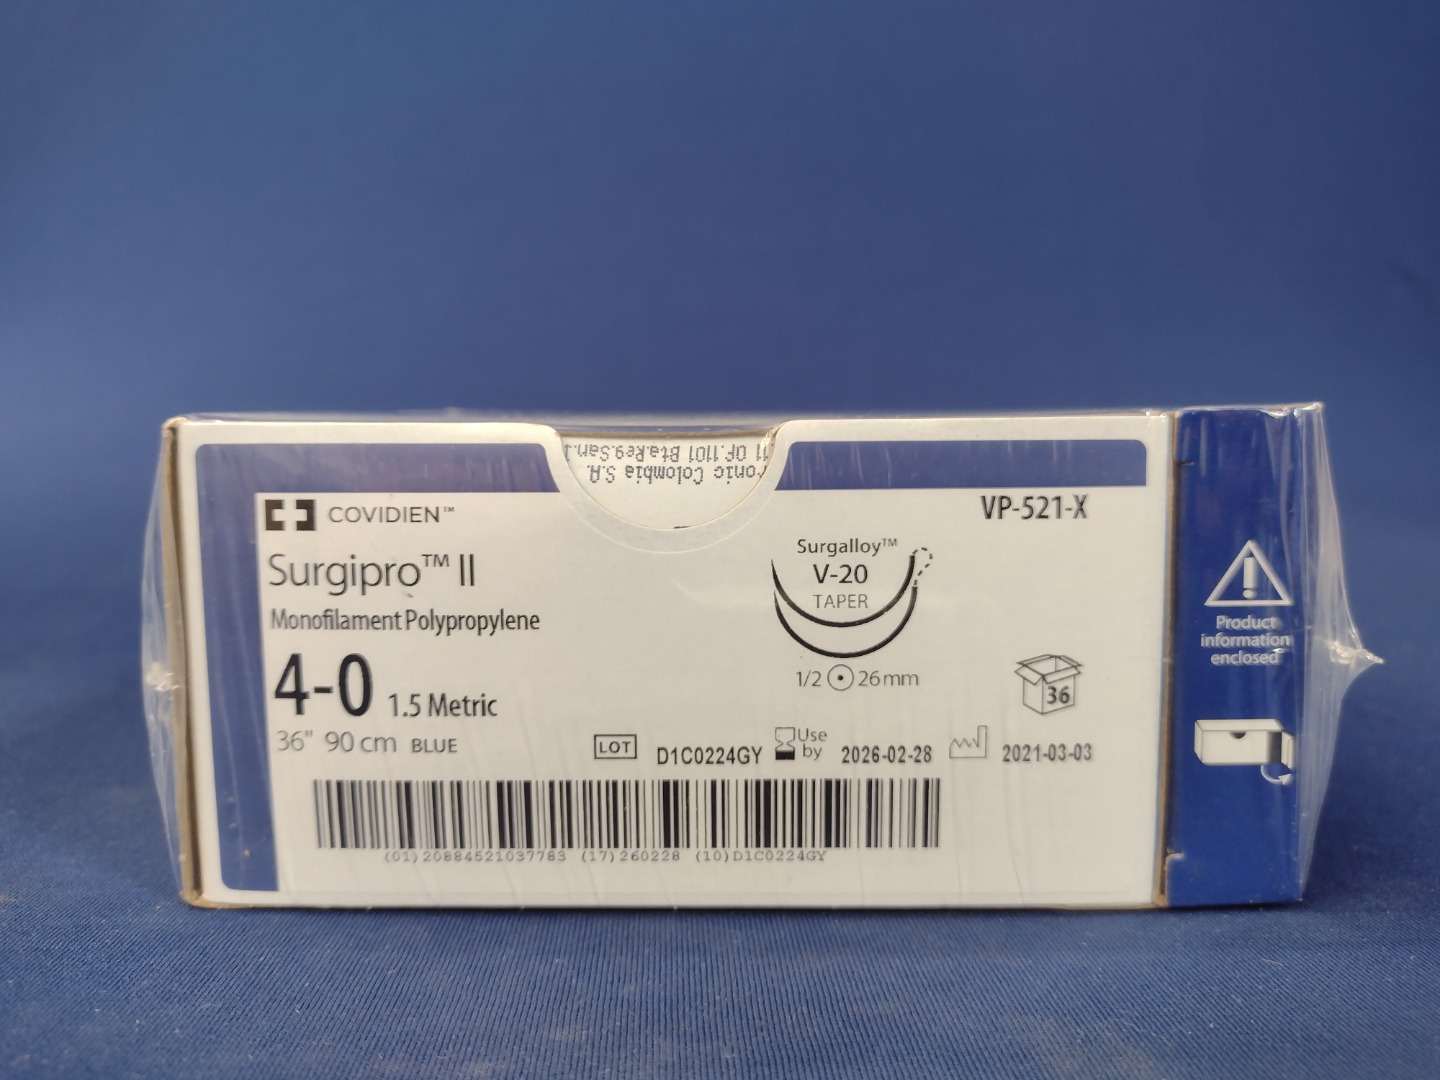 11 OF.1101 Bta.Reg.San.
ronic Colombia S.A.
COVIDIEN™
VP-521-X
Surgipro™ II
Monofilament Polypropylene
4-0 1.5 Metric
36" 90 cm BLUE
Surgalloy™
V-20
TAPER
1/2 26 mm
36
LOT D1C0224GY Use by 2026-02-28 2021-03-03
(01)20884521037783 (17)260228 (10)D1C0224GY
Product
information
enclosed